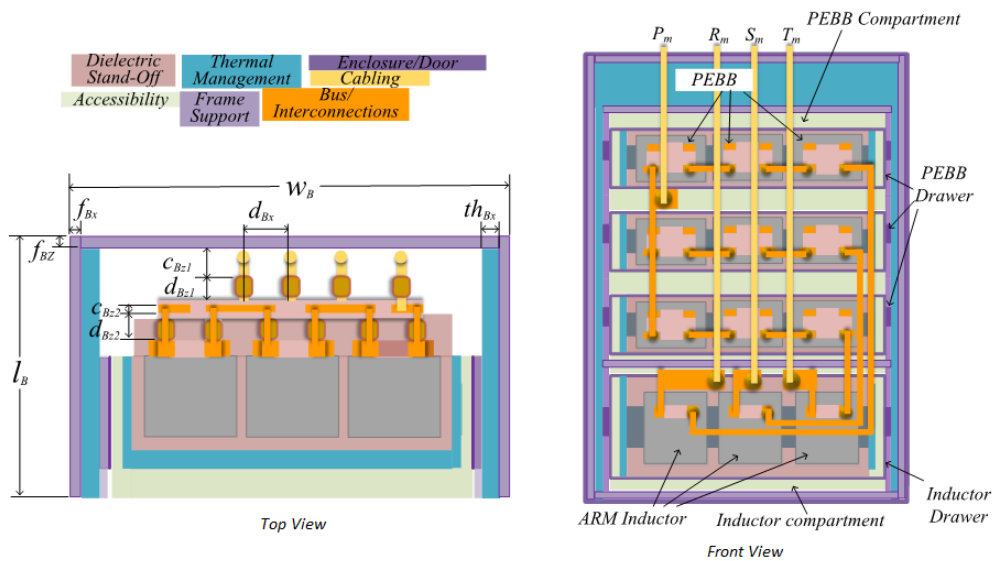 Dielectric
Stand-Off
Thermal
Management
Enclosure/Door
Cabling
Accessibility
Frame
Support
Bus/
Interconnections
w_B
f_Bx
d_Bx
th_Bx
f_BZ
c_Bz1
d_Bz1
c_Bz2
d_Bz2
l_B
Top View
P_m
R_m
S_m
T_m
PEBB Compartment
PEBB
PEBB
Drawer
ARM Inductor
Inductor compartment
Inductor
Drawer
Front View